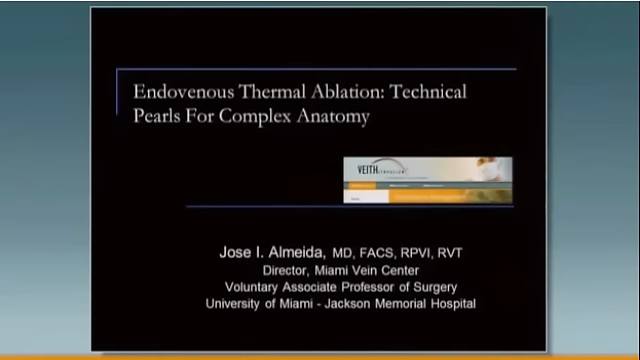 Endovenous Thermal Ablation: Technical
Pearls For Complex Anatomy
VEITH
Jose I. Almeida, MD, FACS, RPVI, RVT
Director, Miami Vein Center
Voluntary Associate Professor of Surgery
University of Miami - Jackson Memorial Hospital